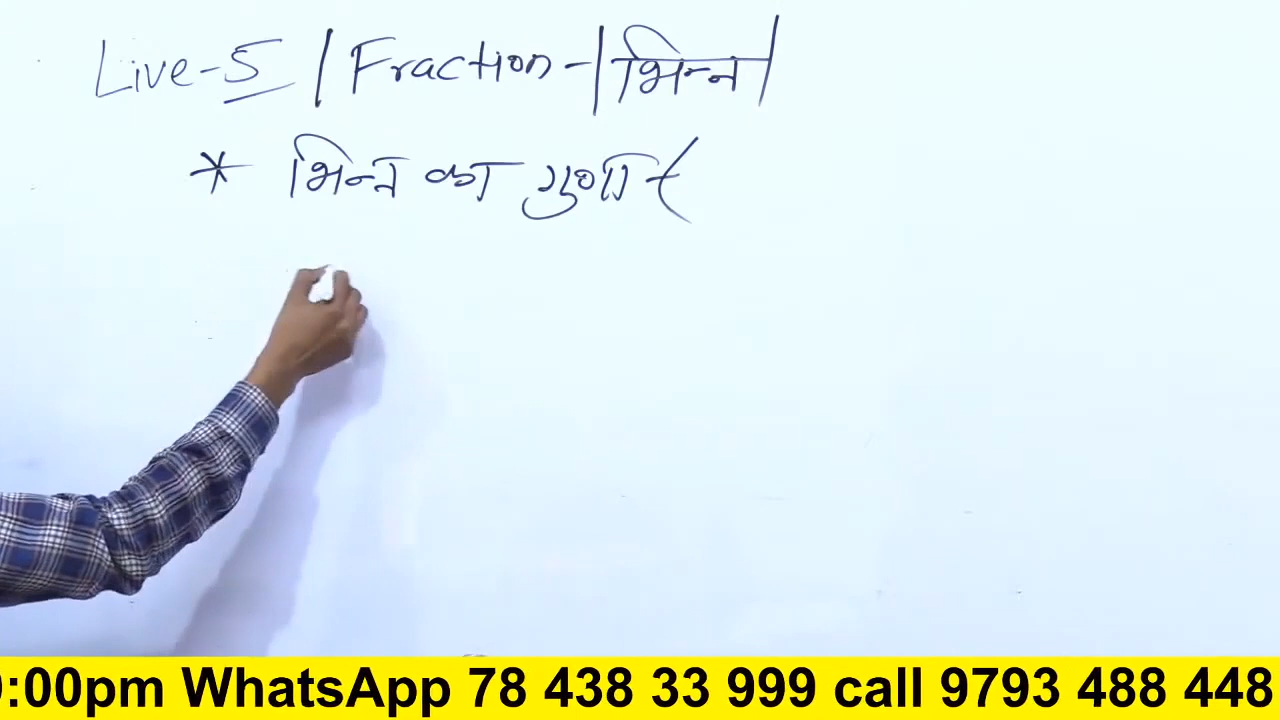 Live-5 | Fraction - | भिन्न |
* भिन्न का गुणा -(
:00pm WhatsApp 78 438 33 999 call 9793 488 448